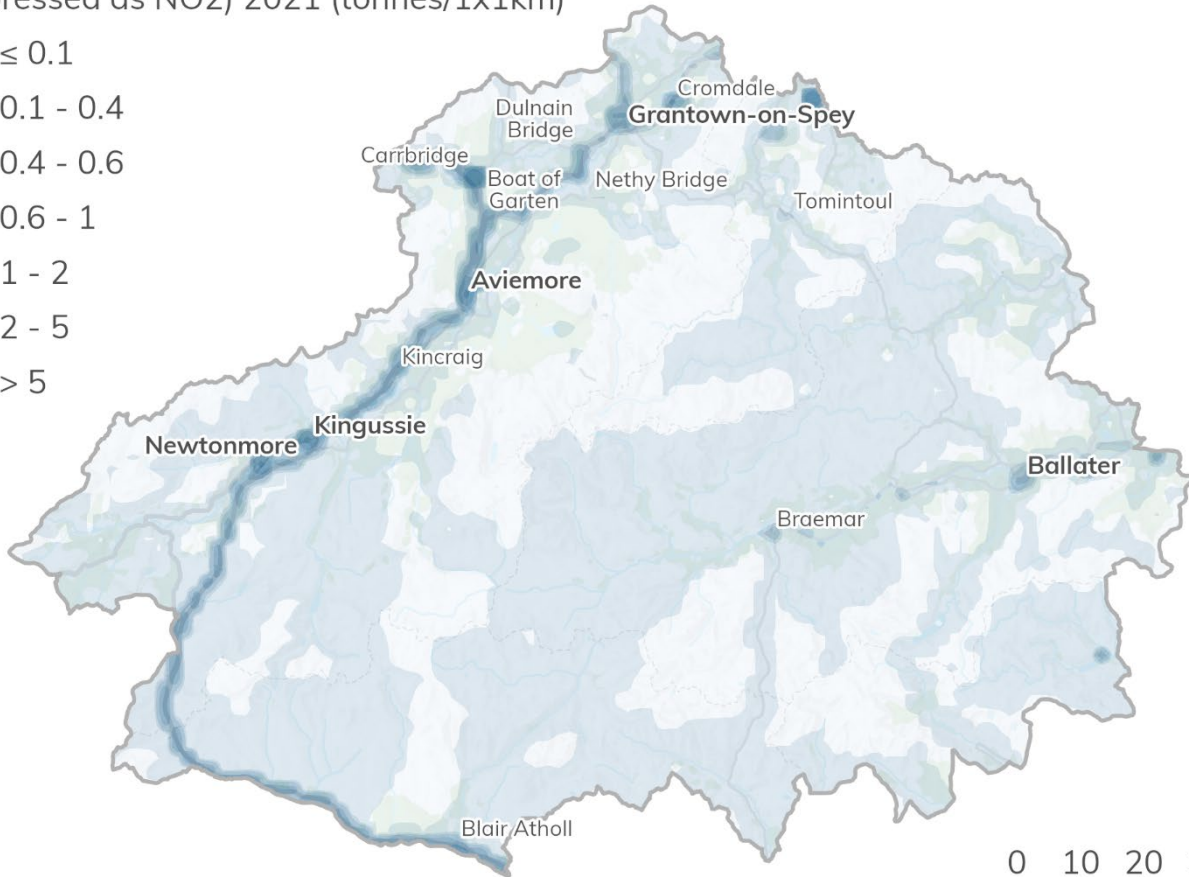 ressed as NO2) 2021 (tonnes/1x1km)
≤ 0.1
0.1 - 0.4
0.4 - 0.6
0.6 - 1
1 - 2
2 - 5
> 5
Cromdale
Dulnain
Bridge
Grantown-on-Spey
Carrbridge
Boat of
Garten
Nethy Bridge
Tomintoul
Aviemore
Kincraig
Kingussie
Newtonmore
Ballater
Braemar
Blair Atholl
0 10 20